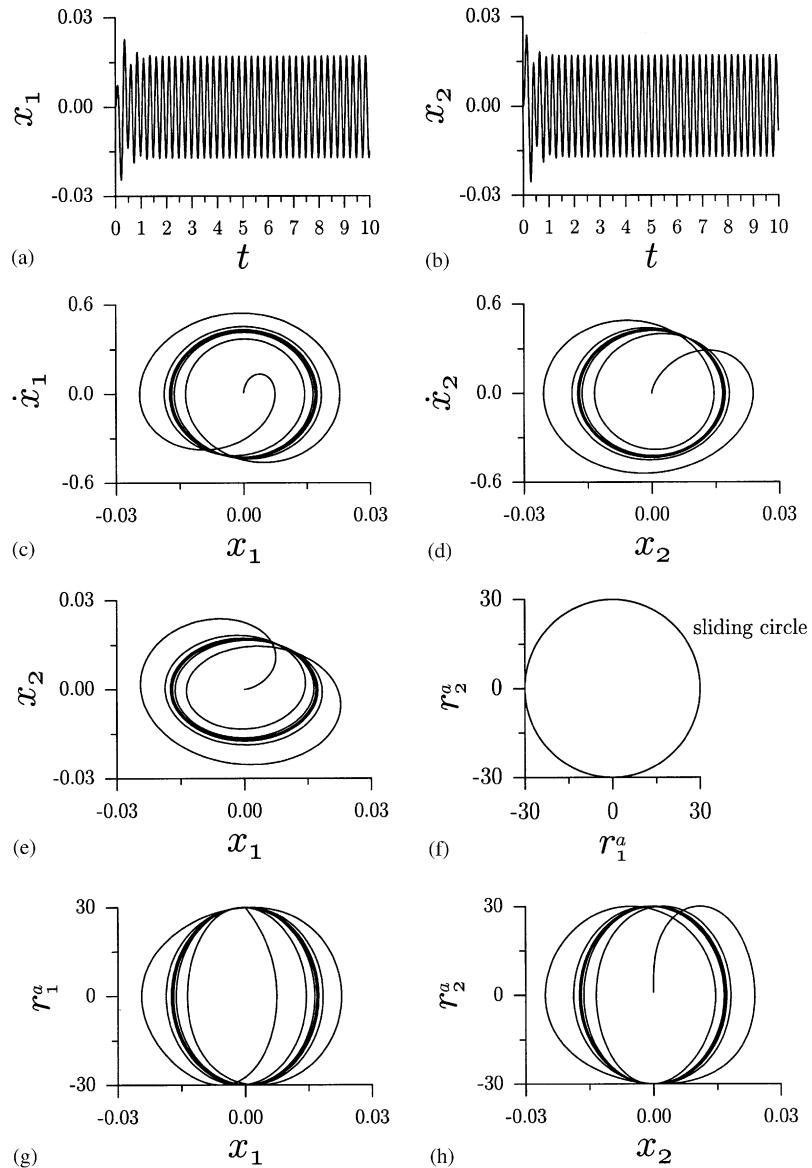 0.03 0.03
x₁ 0.00 x₂ 0.00
-0.03 -0.03
0 1 2 3 4 5 6 7 8 9 10 0 1 2 3 4 5 6 7 8 9 10
(a) t (b) t
0.6 0.6
ẋ₁ 0.0 ẋ₂ 0.0
-0.6 -0.6
-0.03 0.00 0.03 -0.03 0.00 0.03
(c) x₁ (d) x₂
0.03 30
sliding circle
x₂ 0.00 r₂ᵃ 0
-0.03 -30
-0.03 0.00 0.03 -30 0 30
(e) x₁ (f) r₁ᵃ
30 30
r₁ᵃ 0 r₂ᵃ 0
-30 -30
-0.03 0.00 0.03 -0.03 0.00 0.03
(g) x₁ (h) x₂